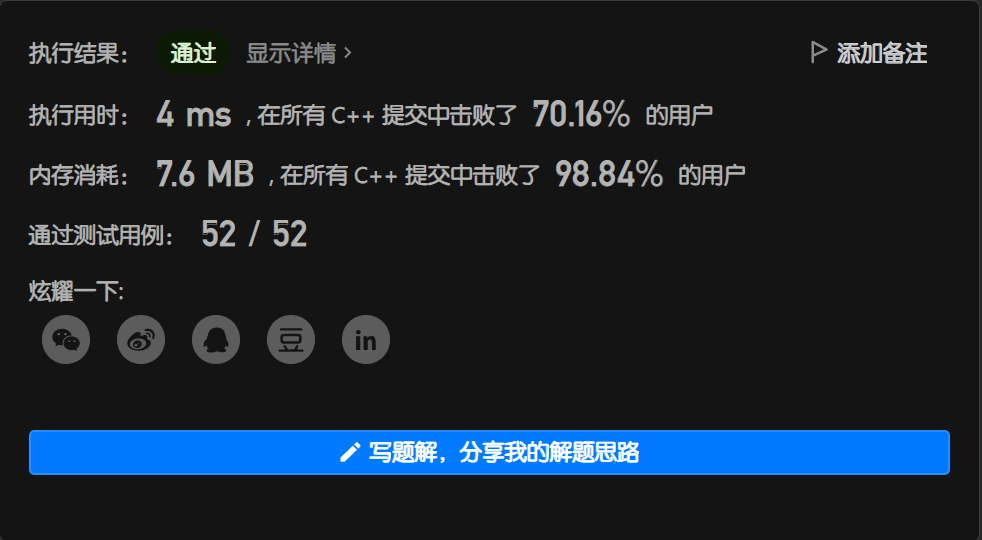 执行结果： 通过 显示详情 › 添加备注
执行用时： 4 ms , 在所有 C++ 提交中击败了 70.16% 的用户
内存消耗： 7.6 MB , 在所有 C++ 提交中击败了 98.84% 的用户
通过测试用例： 52 / 52
炫耀一下:
豆 in
写题解，分享我的解题思路